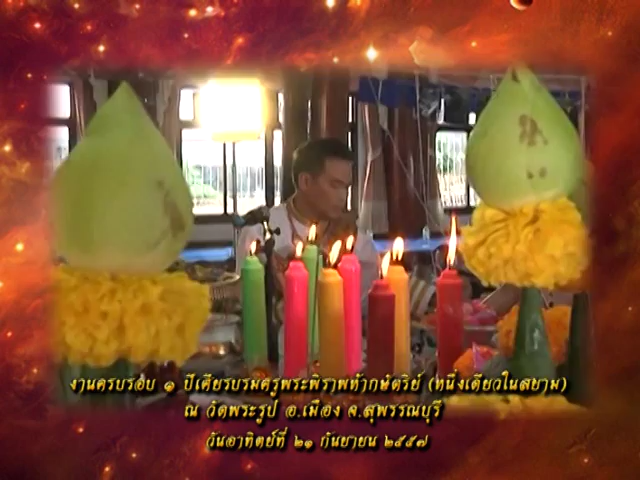 งานครบรอบ ๑ ปีเศียรบรมครูพระพิราพห้ากษัตริย์ (หนึ่งเดียวในสยาม)
ณ วัดพระรูป อ.เมือง จ.สุพรรณบุรี
วันอาทิตย์ที่ ๒๑ กันยายน ๒๕๕๗